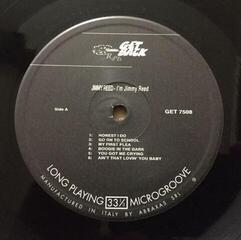 GET
BACK
JIMMY REED - I'm Jimmy Reed
Side A
GET 7508
1: HONEST I DO
2: GO ON TO SCHOOL
3: MY FIRST PLEA
4: BOOGIE IN THE DARK
5: YOU GOT ME CRYING
6: AIN'T THAT LOVIN' YOU BABY
LONG PLAYING 33⅓ MICROGROOVE
MANUFACTURED IN ITALY BY ABRAXAS SRL